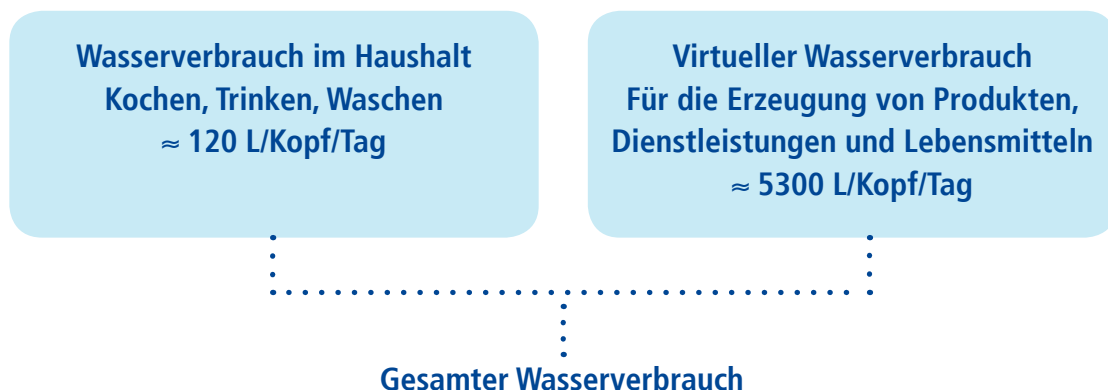 Wasserverbrauch im Haushalt
Kochen, Trinken, Waschen
≈ 120 L/Kopf/Tag
Virtueller Wasserverbrauch
Für die Erzeugung von Produkten,
Dienstleistungen und Lebensmitteln
≈ 5300 L/Kopf/Tag
Gesamter Wasserverbrauch